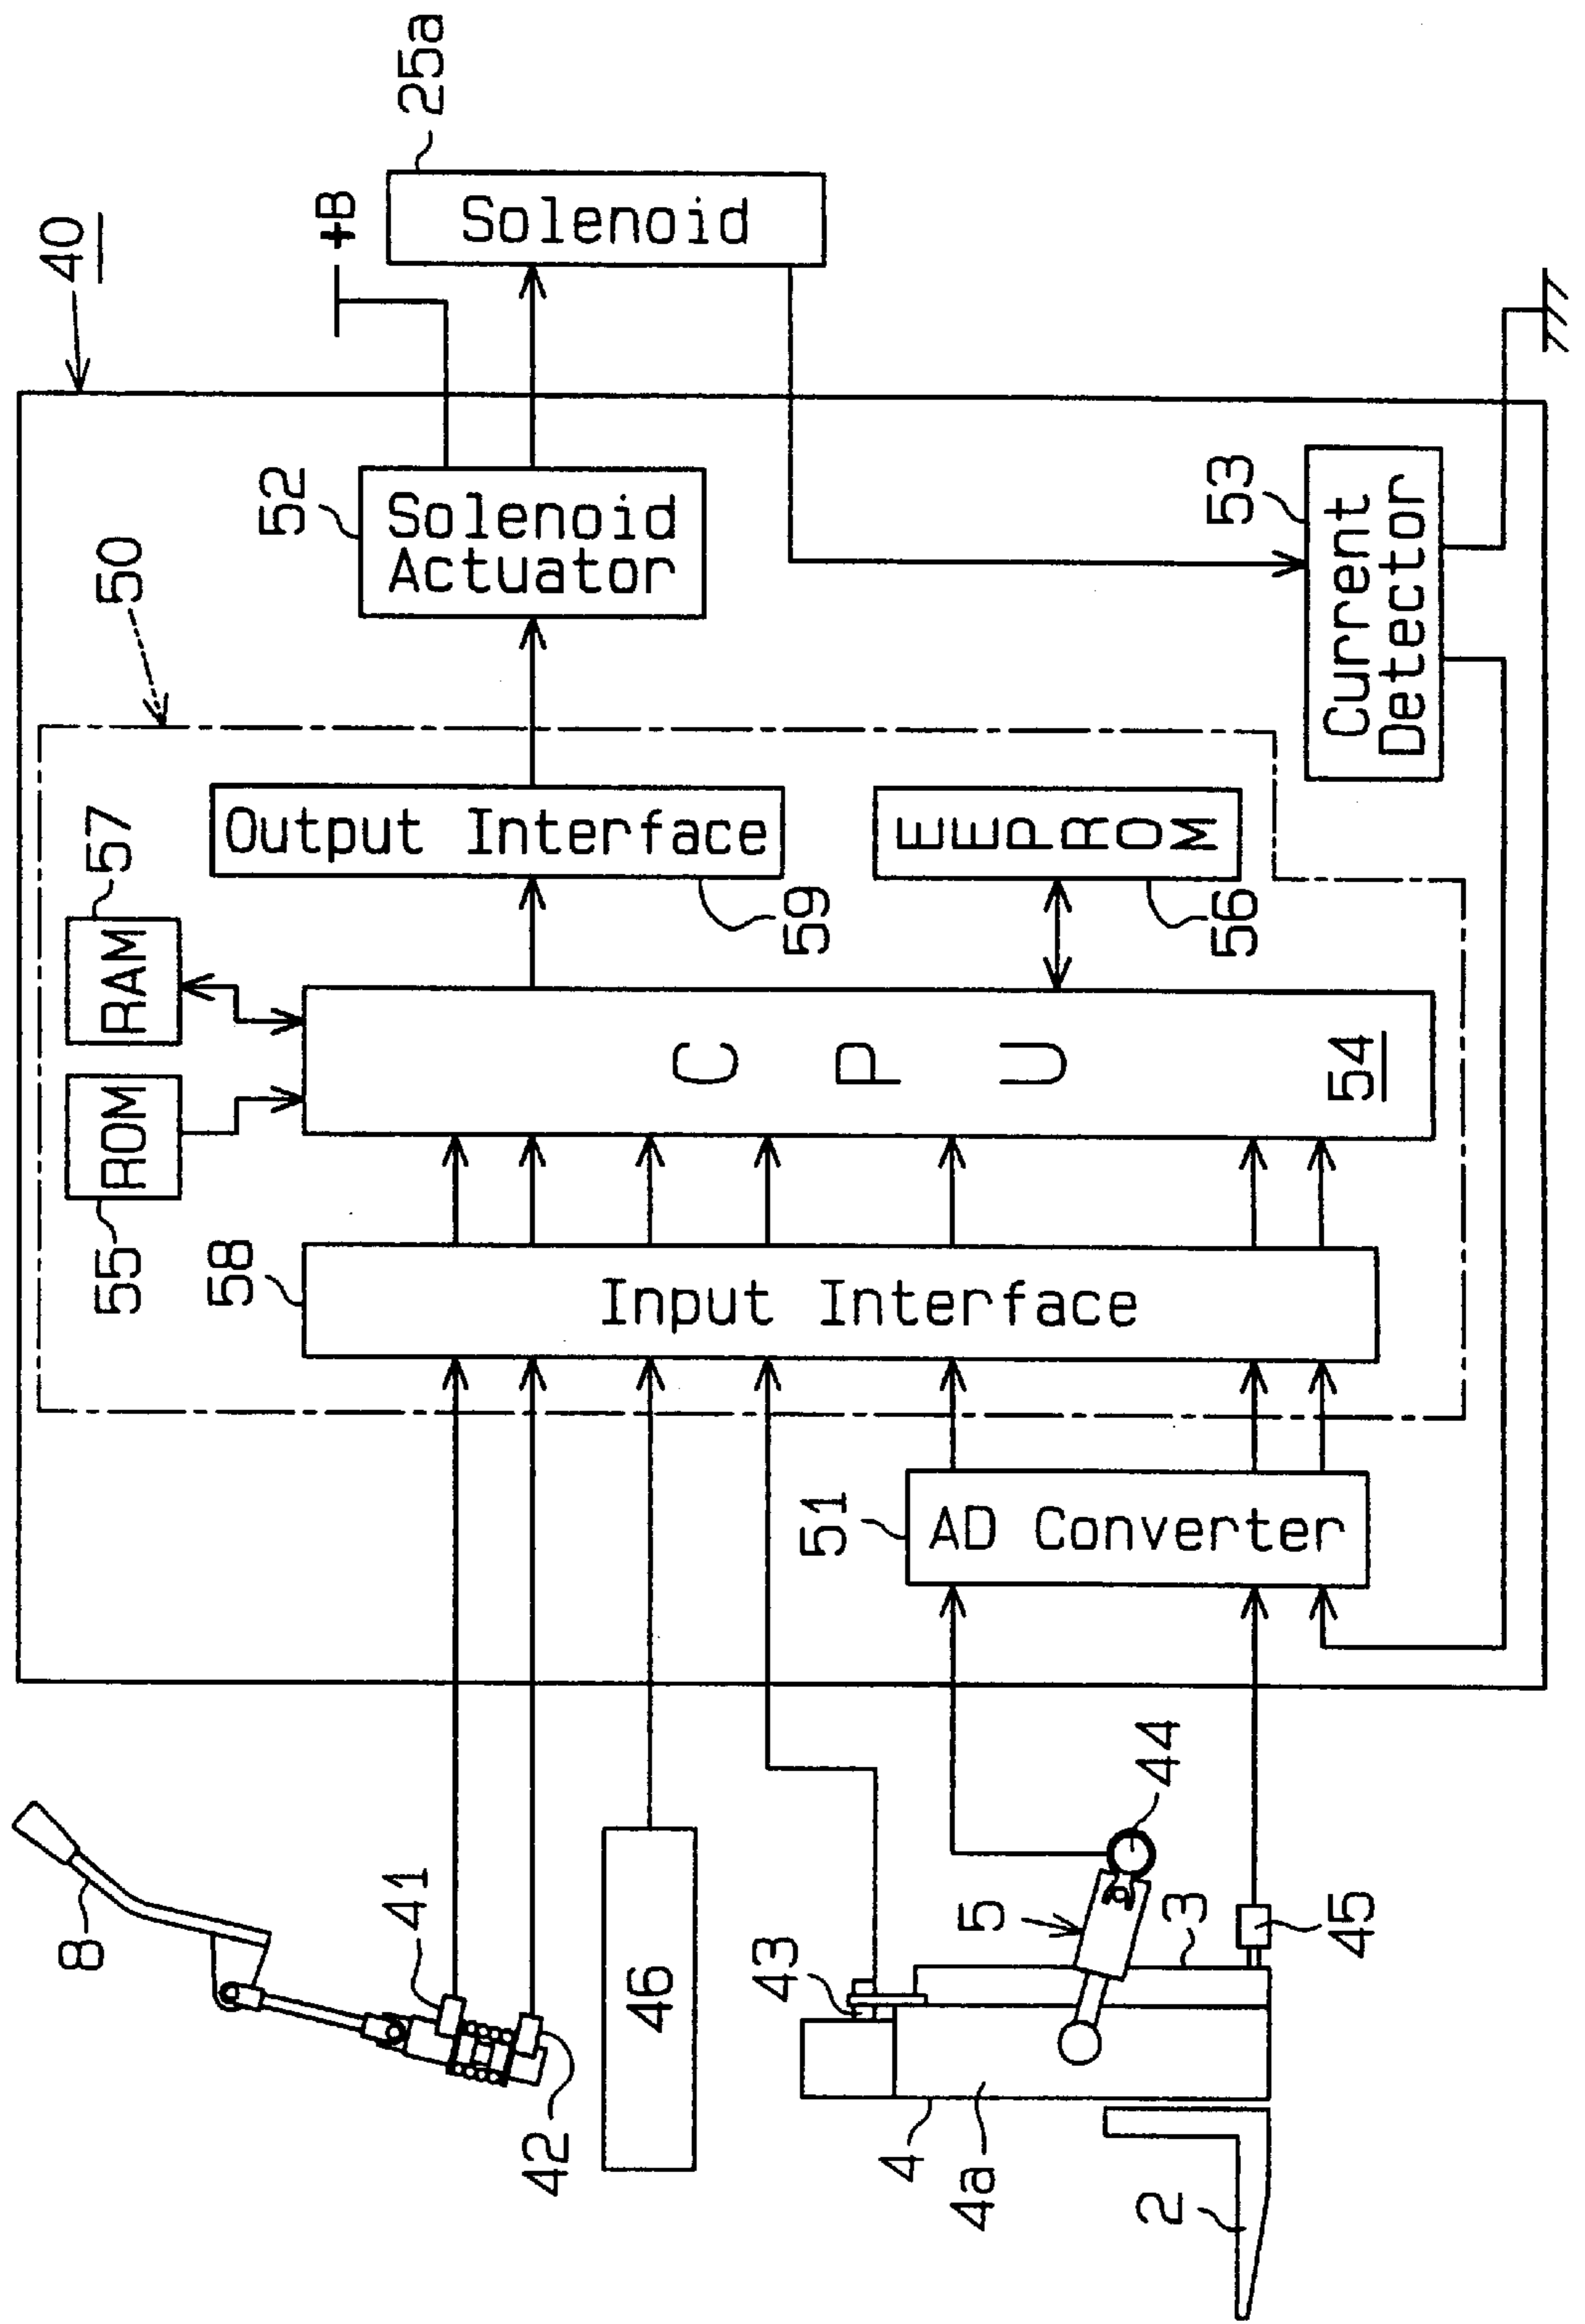 40
50
55
ROM
RAM
57
58
Input Interface
C P U
54
Output Interface
59
EEPROM
56
52
Solenoid
Actuator
+B
Solenoid
25a
53
Current
Detector
51
AD Converter
8
41
42
46
43
5
44
3
45
4
4a
2